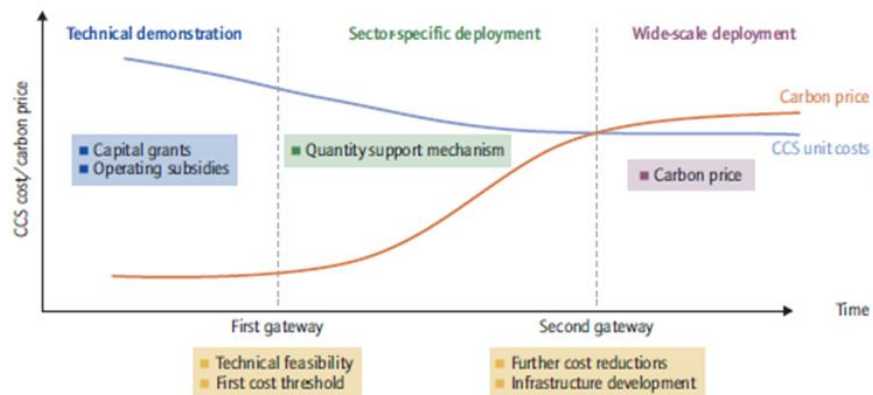 Technical demonstration
Sector-specific deployment
Wide-scale deployment
CCS cost/carbon price
Carbon price
CCS unit costs
Capital grants
Operating subsidies
Quantity support mechanism
Carbon price
Time
First gateway
Second gateway
Technical feasibility
First cost threshold
Further cost reductions
Infrastructure development